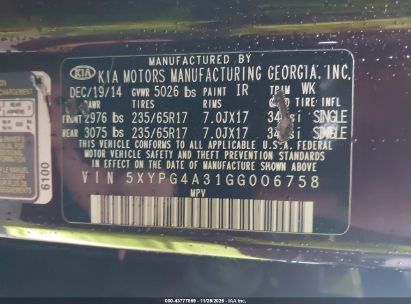 MANUFACTURED BY
KIA KIA MOTORS MANUFACTURING GEORGIA, INC.
DEC/19/14 GVWR 5026 lbs PAINT IR TRIM WK
GAWR TIRES RIMS TIRE INFL
FRONT 2976 lbs 235/65R17 7.0JX17 SINGLE
REAR 3075 lbs 235/65R17 7.0JX17 SINGLE
THIS VEHICLE CONFORMS TO ALL APPLICABLE U.S.A. FEDERAL
MOTOR VEHICLE SAFETY, BUMPER, AND THEFT PREVENTION STANDARDS
IN EFFECT ON THE DATE OF MANUFACTURE SHOWN ABOVE.
VIN 5XYPG4A31GG006758
MPV
6100